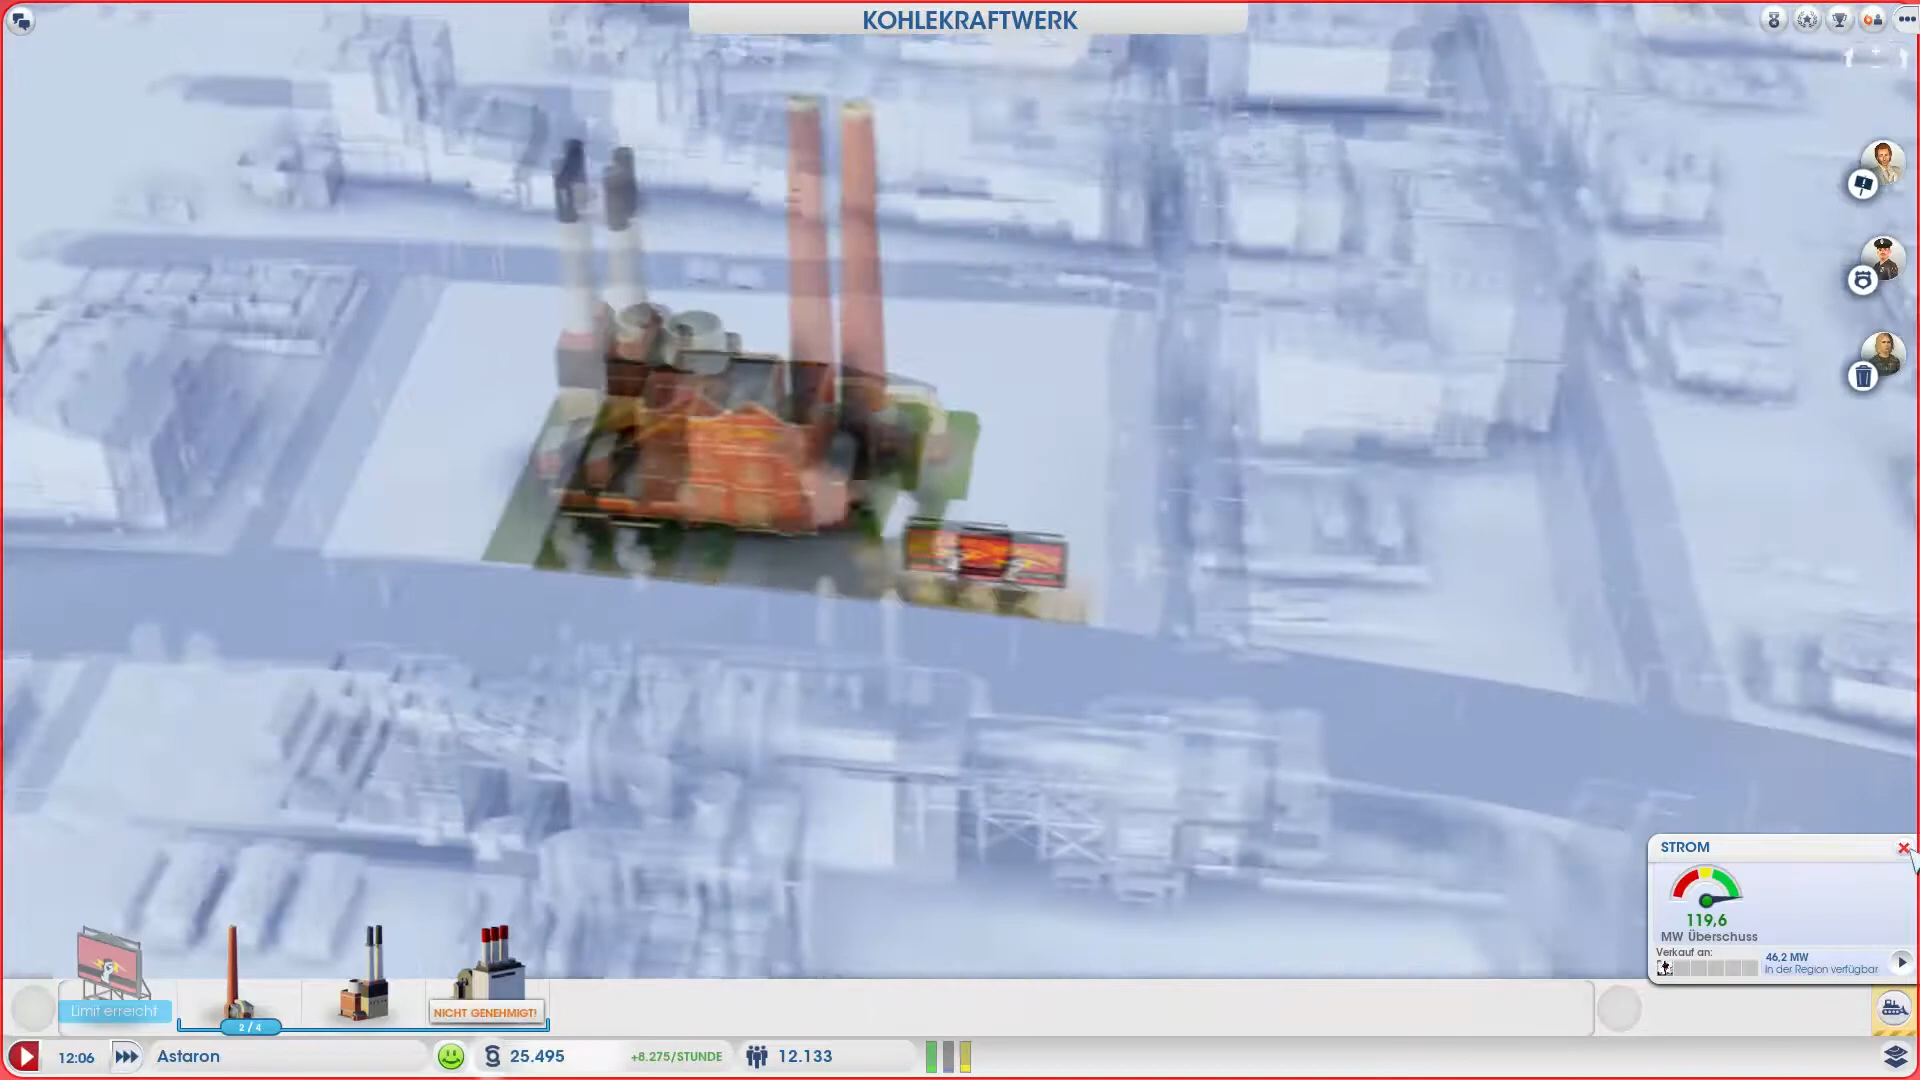 KOHLEKRAFTWERK
STROM
119,6
MW Überschuss
Verkauf an:
46,2 MW
In der Region verfügbar
Limit erreicht
2 / 4
NICHT GENEHMIGT!
12:06
Astaron
25.495
+8.275/STUNDE
12.133